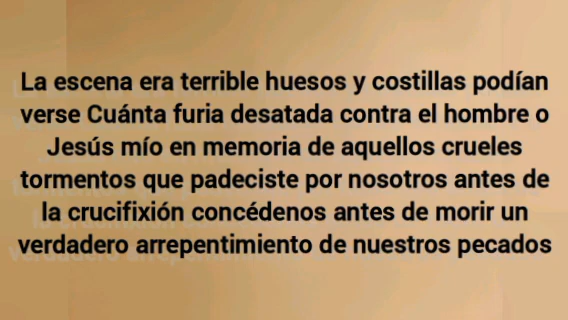 La escena era terrible huesos y costillas podían
verse Cuánta furia desatada contra el hombre o
Jesús mío en memoria de aquellos crueles
tormentos que padeciste por nosotros antes de
la crucifixión concédenos antes de morir un
verdadero arrepentimiento de nuestros pecados